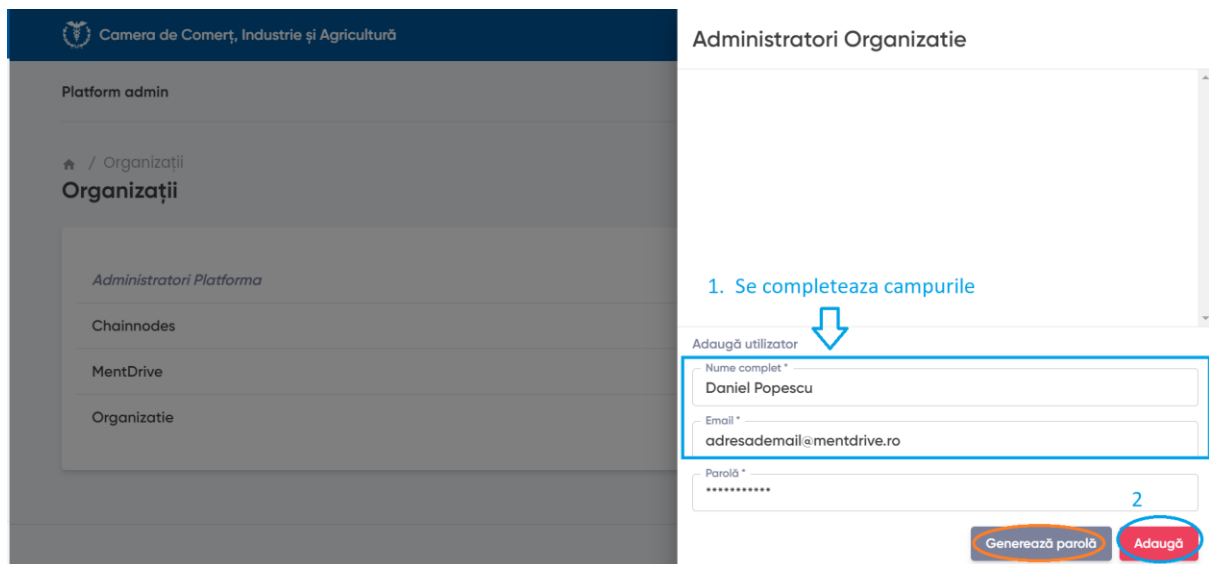 Camera de Comerț, Industrie și Agricultură
Platform admin
/ Organizații
Organizații
Administratori Platforma
Chainnodes
MentDrive
Organizatie
Administratori Organizatie
1. Se completeaza campurile
Adaugă utilizator
Nume complet *
Daniel Popescu
Email *
adresademail@mentdrive.ro
Parolă *
***********
2
Generează parolă
Adaugă